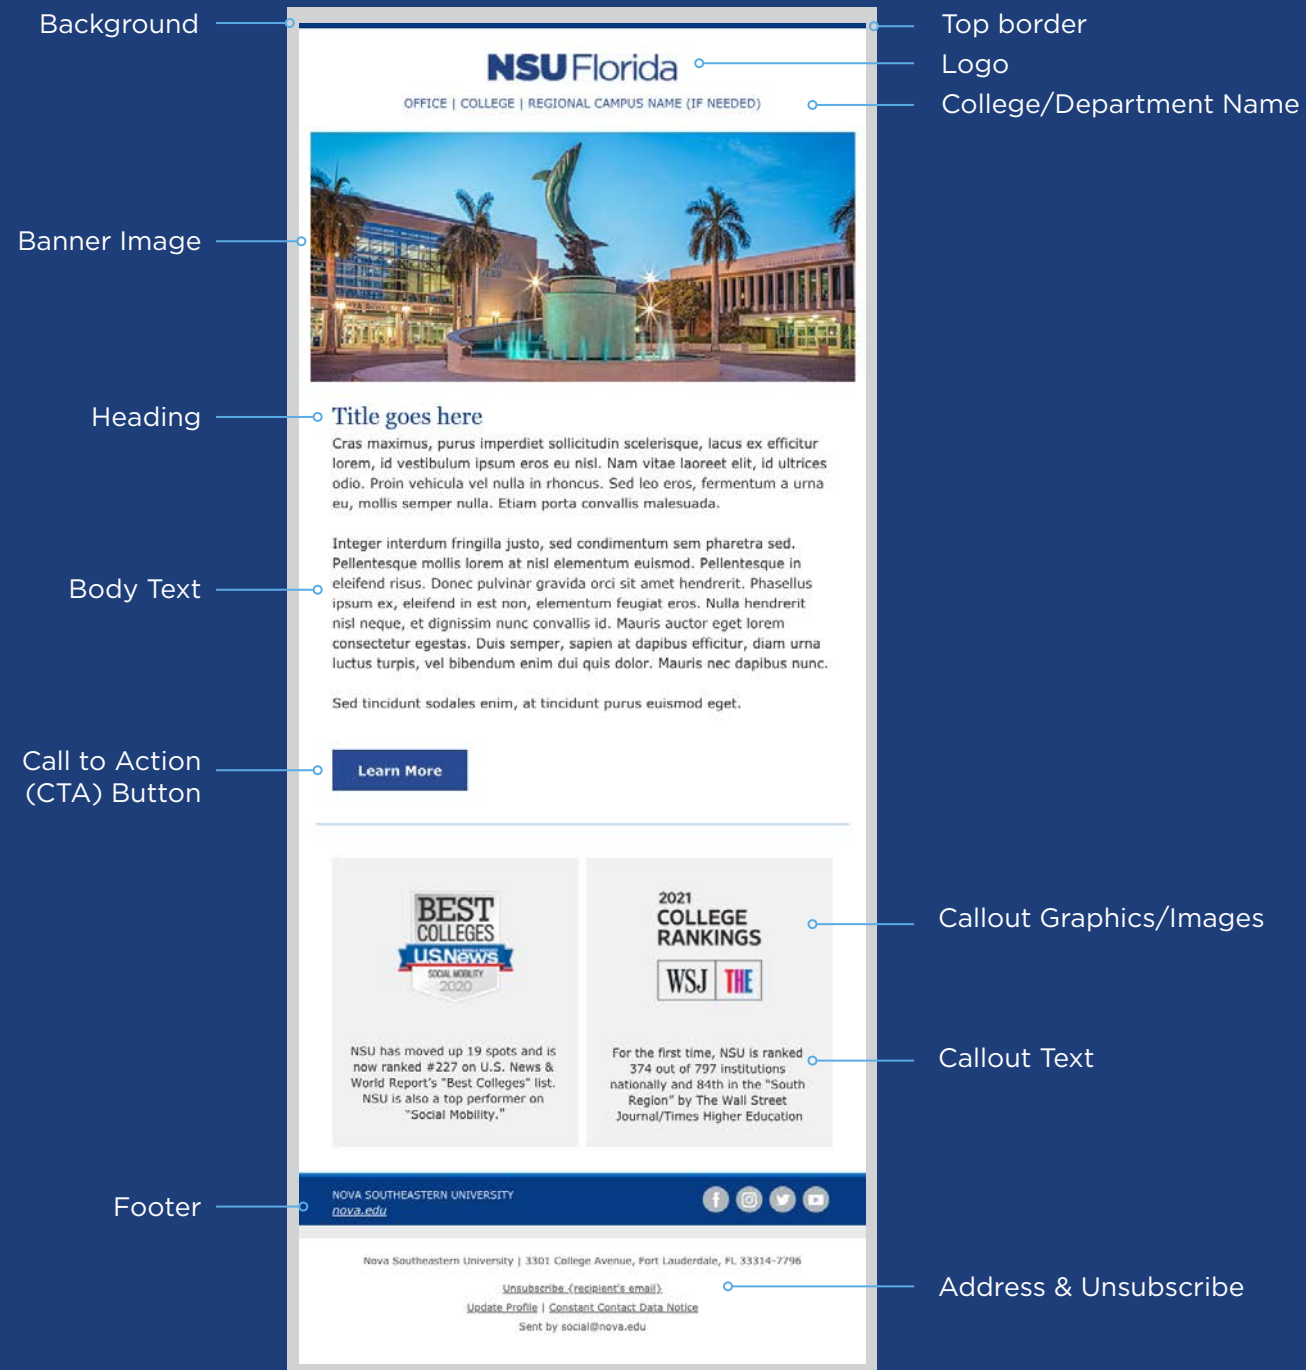 Background
Top border
NSU Florida
Logo
OFFICE | COLLEGE | REGIONAL CAMPUS NAME (IF NEEDED)
College/Department Name
Banner Image
Heading
Title goes here
Cras maximus, purus imperdiet sollicitudin scelerisque, lacus ex efficitur
lorem, id vestibulum ipsum eros eu nisl. Nam vitae laoreet elit, id ultrices
odio. Proin vehicula vel nulla in rhoncus. Sed leo eros, fermentum a urna
eu, mollis semper nulla. Etiam porta convallis malesuada.
Integer interdum fringilla justo, sed condimentum sem pharetra sed.
Pellentesque mollis lorem at nisl elementum euismod. Pellentesque in
Body Text
eleifend risus. Donec pulvinar gravida orci sit amet hendrerit. Phasellus
ipsum ex, eleifend in est non, elementum feugiat eros. Nulla hendrerit
nisl neque, et dignissim nunc convallis id. Mauris auctor eget lorem
consectetur egestas. Duis semper, sapien at dapibus efficitur, diam urna
luctus turpis, vel bibendum enim dui quis dolor. Mauris nec dapibus nunc.
Sed tincidunt sodales enim, at tincidunt purus euismod eget.
Call to Action
(CTA) Button
Learn More
BEST
COLLEGES
U.S.News
SOCIAL MOBILITY
2020
2021
COLLEGE
RANKINGS
WSJ THE
Callout Graphics/Images
NSU has moved up 19 spots and is
now ranked #227 on U.S. News &
World Report's "Best Colleges" list.
NSU is also a top performer on
"Social Mobility."
For the first time, NSU is ranked
374 out of 797 institutions
nationally and 84th in the "South
Region" by The Wall Street
Journal/Times Higher Education
Callout Text
Footer
NOVA SOUTHEASTERN UNIVERSITY
nova.edu
Nova Southeastern University | 3301 College Avenue, Fort Lauderdale, FL 33314-7796
Unsubscribe {recipient's email}
Update Profile | Constant Contact Data Notice
Sent by social@nova.edu
Address & Unsubscribe